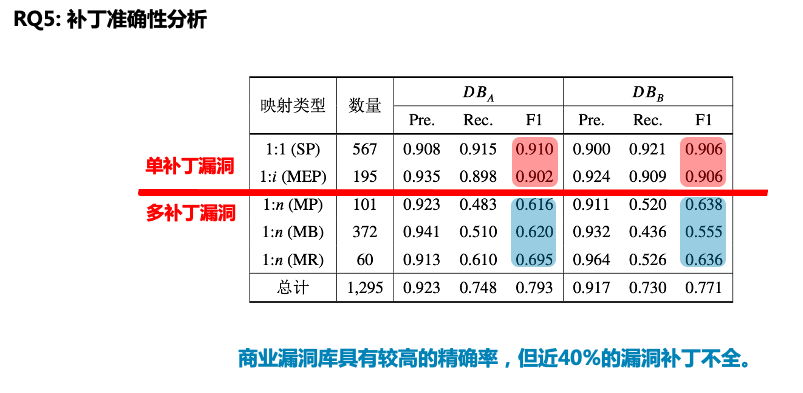 RQ5: 补丁准确性分析
映射类型 数量 DB_A DB_B
Pre. Rec. F1 Pre. Rec. F1
单补丁漏洞
1:1 (SP) 567 0.908 0.915 0.910 0.900 0.921 0.906
1:i (MEP) 195 0.935 0.898 0.902 0.924 0.909 0.906
多补丁漏洞
1:n (MP) 101 0.923 0.483 0.616 0.911 0.520 0.638
1:n (MB) 372 0.941 0.510 0.620 0.932 0.436 0.555
1:n (MR) 60 0.913 0.610 0.695 0.964 0.526 0.636
总计 1,295 0.923 0.748 0.793 0.917 0.730 0.771
商业漏洞库具有较高的精确率，但近40%的漏洞补丁不全。